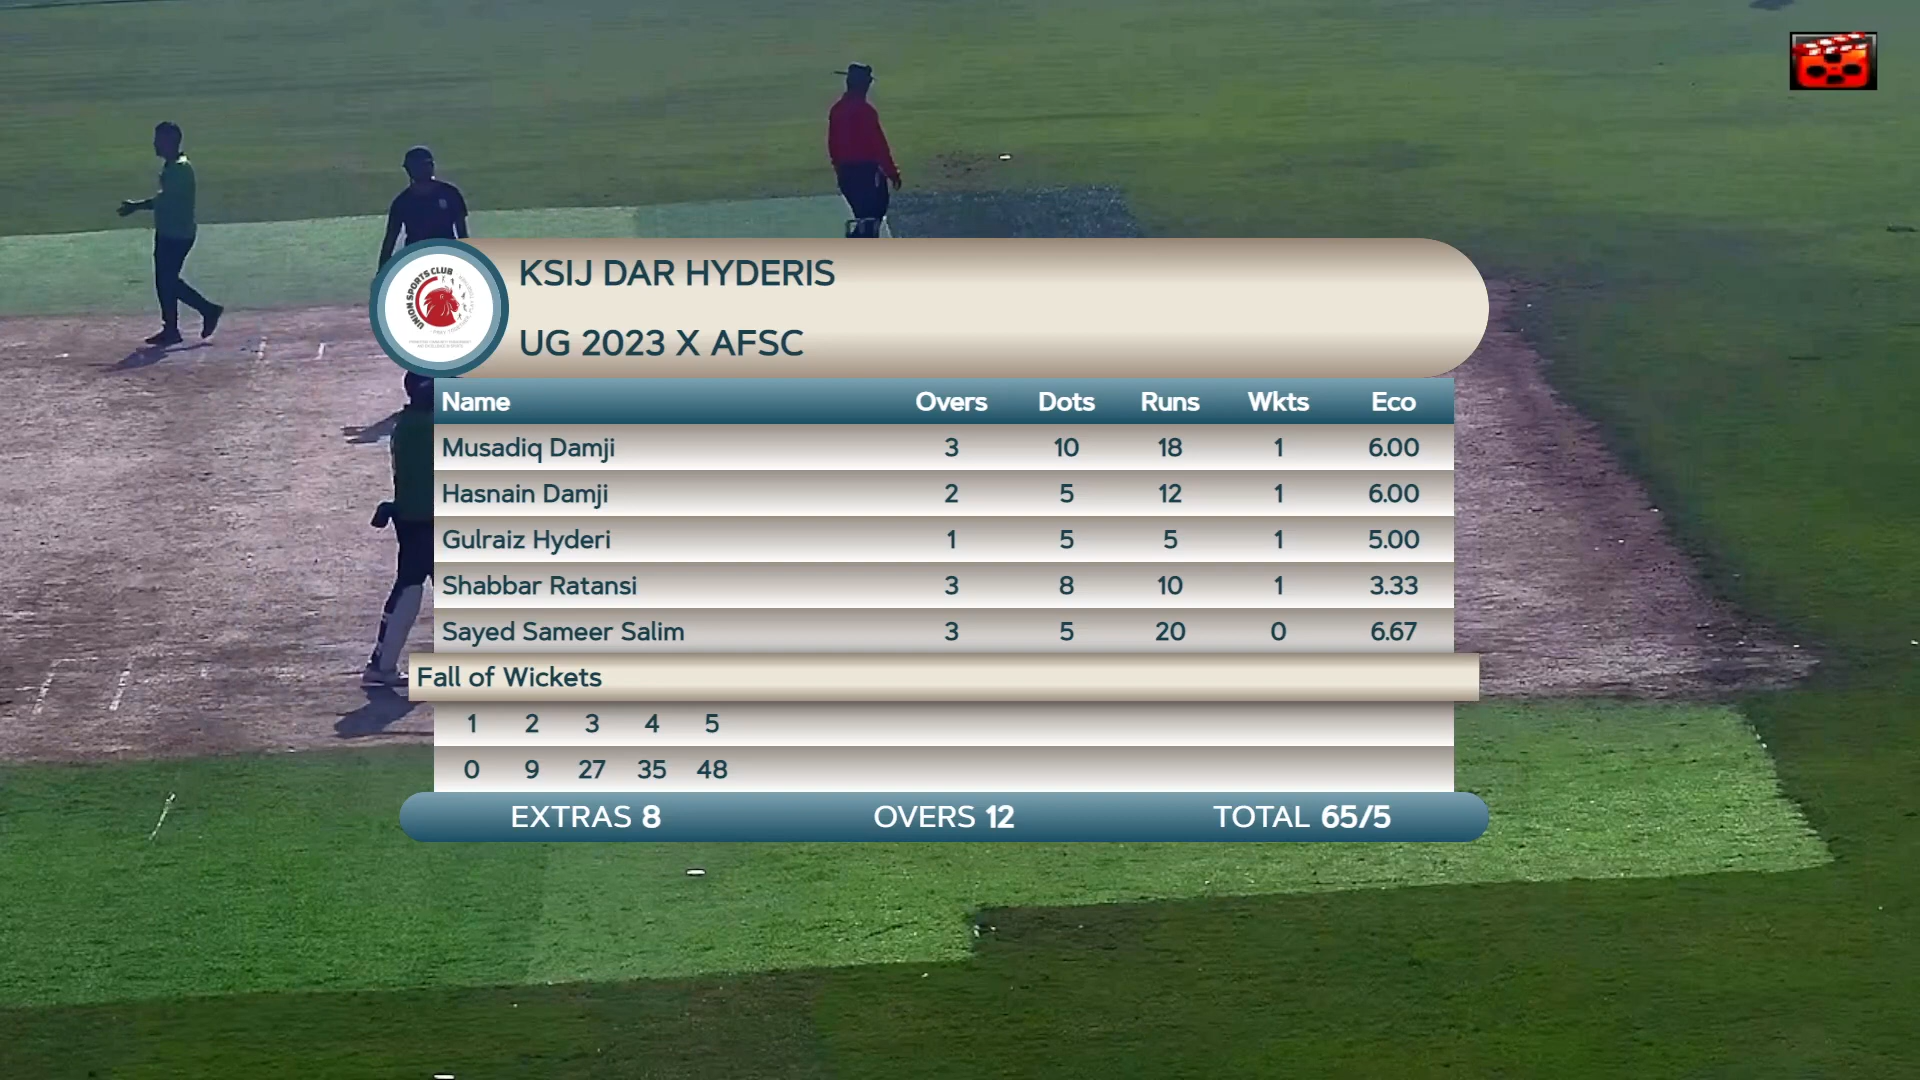 KSIJ DAR HYDERIS
UG 2023 X AFSC
UNION SPORTS CLUB
Name Overs Dots Runs Wkts Eco
Musadiq Damji 3 10 18 1 6.00
Hasnain Damji 2 5 12 1 6.00
Gulraiz Hyderi 1 5 5 1 5.00
Shabbar Ratansi 3 8 10 1 3.33
Sayed Sameer Salim 3 5 20 0 6.67
Fall of Wickets
1 2 3 4 5
0 9 27 35 48
EXTRAS 8 OVERS 12 TOTAL 65/5